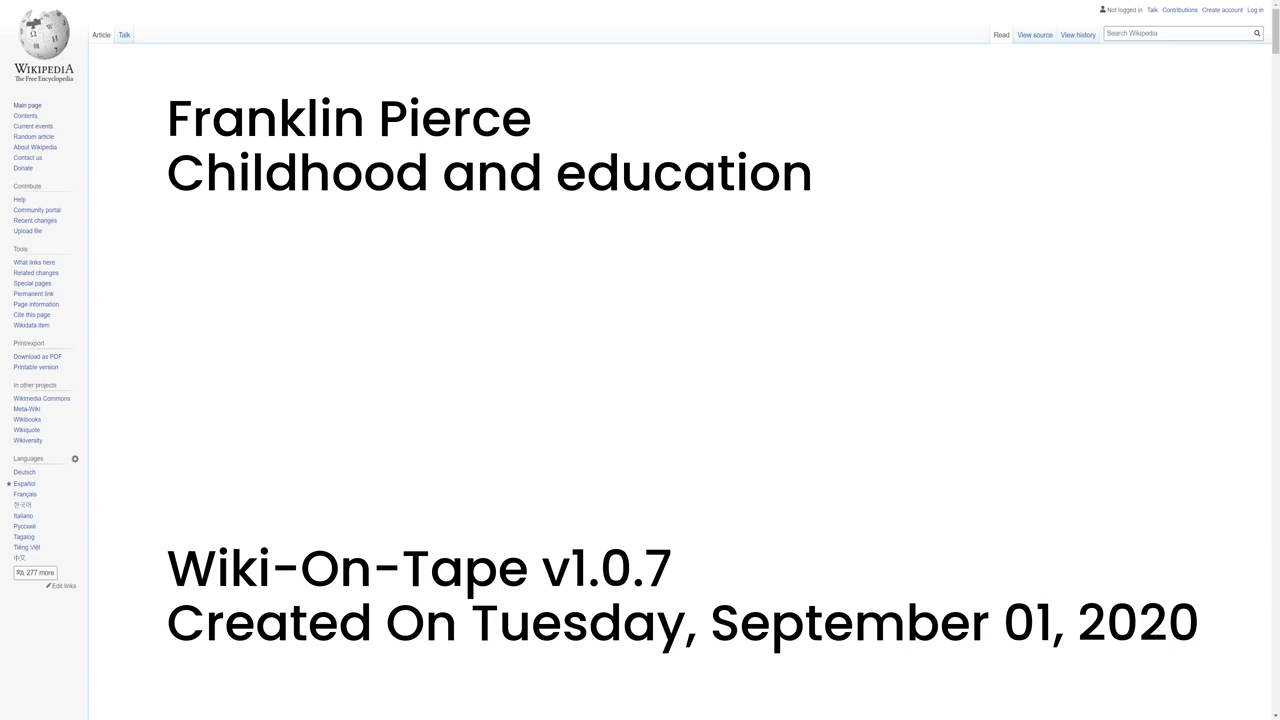 Not logged in Talk Contributions Create account Log in
Article Talk Read View source View history Search Wikipedia
WIKIPEDIA
The Free Encyclopedia
Main page
Contents
Current events
Random article
About Wikipedia
Contact us
Donate
Contribute
Help
Community portal
Recent changes
Upload file
Tools
What links here
Related changes
Special pages
Permanent link
Page information
Cite this page
Wikidata item
Print/export
Download as PDF
Printable version
In other projects
Wikimedia Commons
Meta-Wiki
Wikibooks
Wikiquote
Wikiversity
Languages
Deutsch
Español
Français
한국어
Italiano
Русский
Tagalog
Tiếng Việt
中文
277 more
Edit links
Franklin Pierce
Childhood and education
Wiki-On-Tape v1.0.7
Created On Tuesday, September 01, 2020